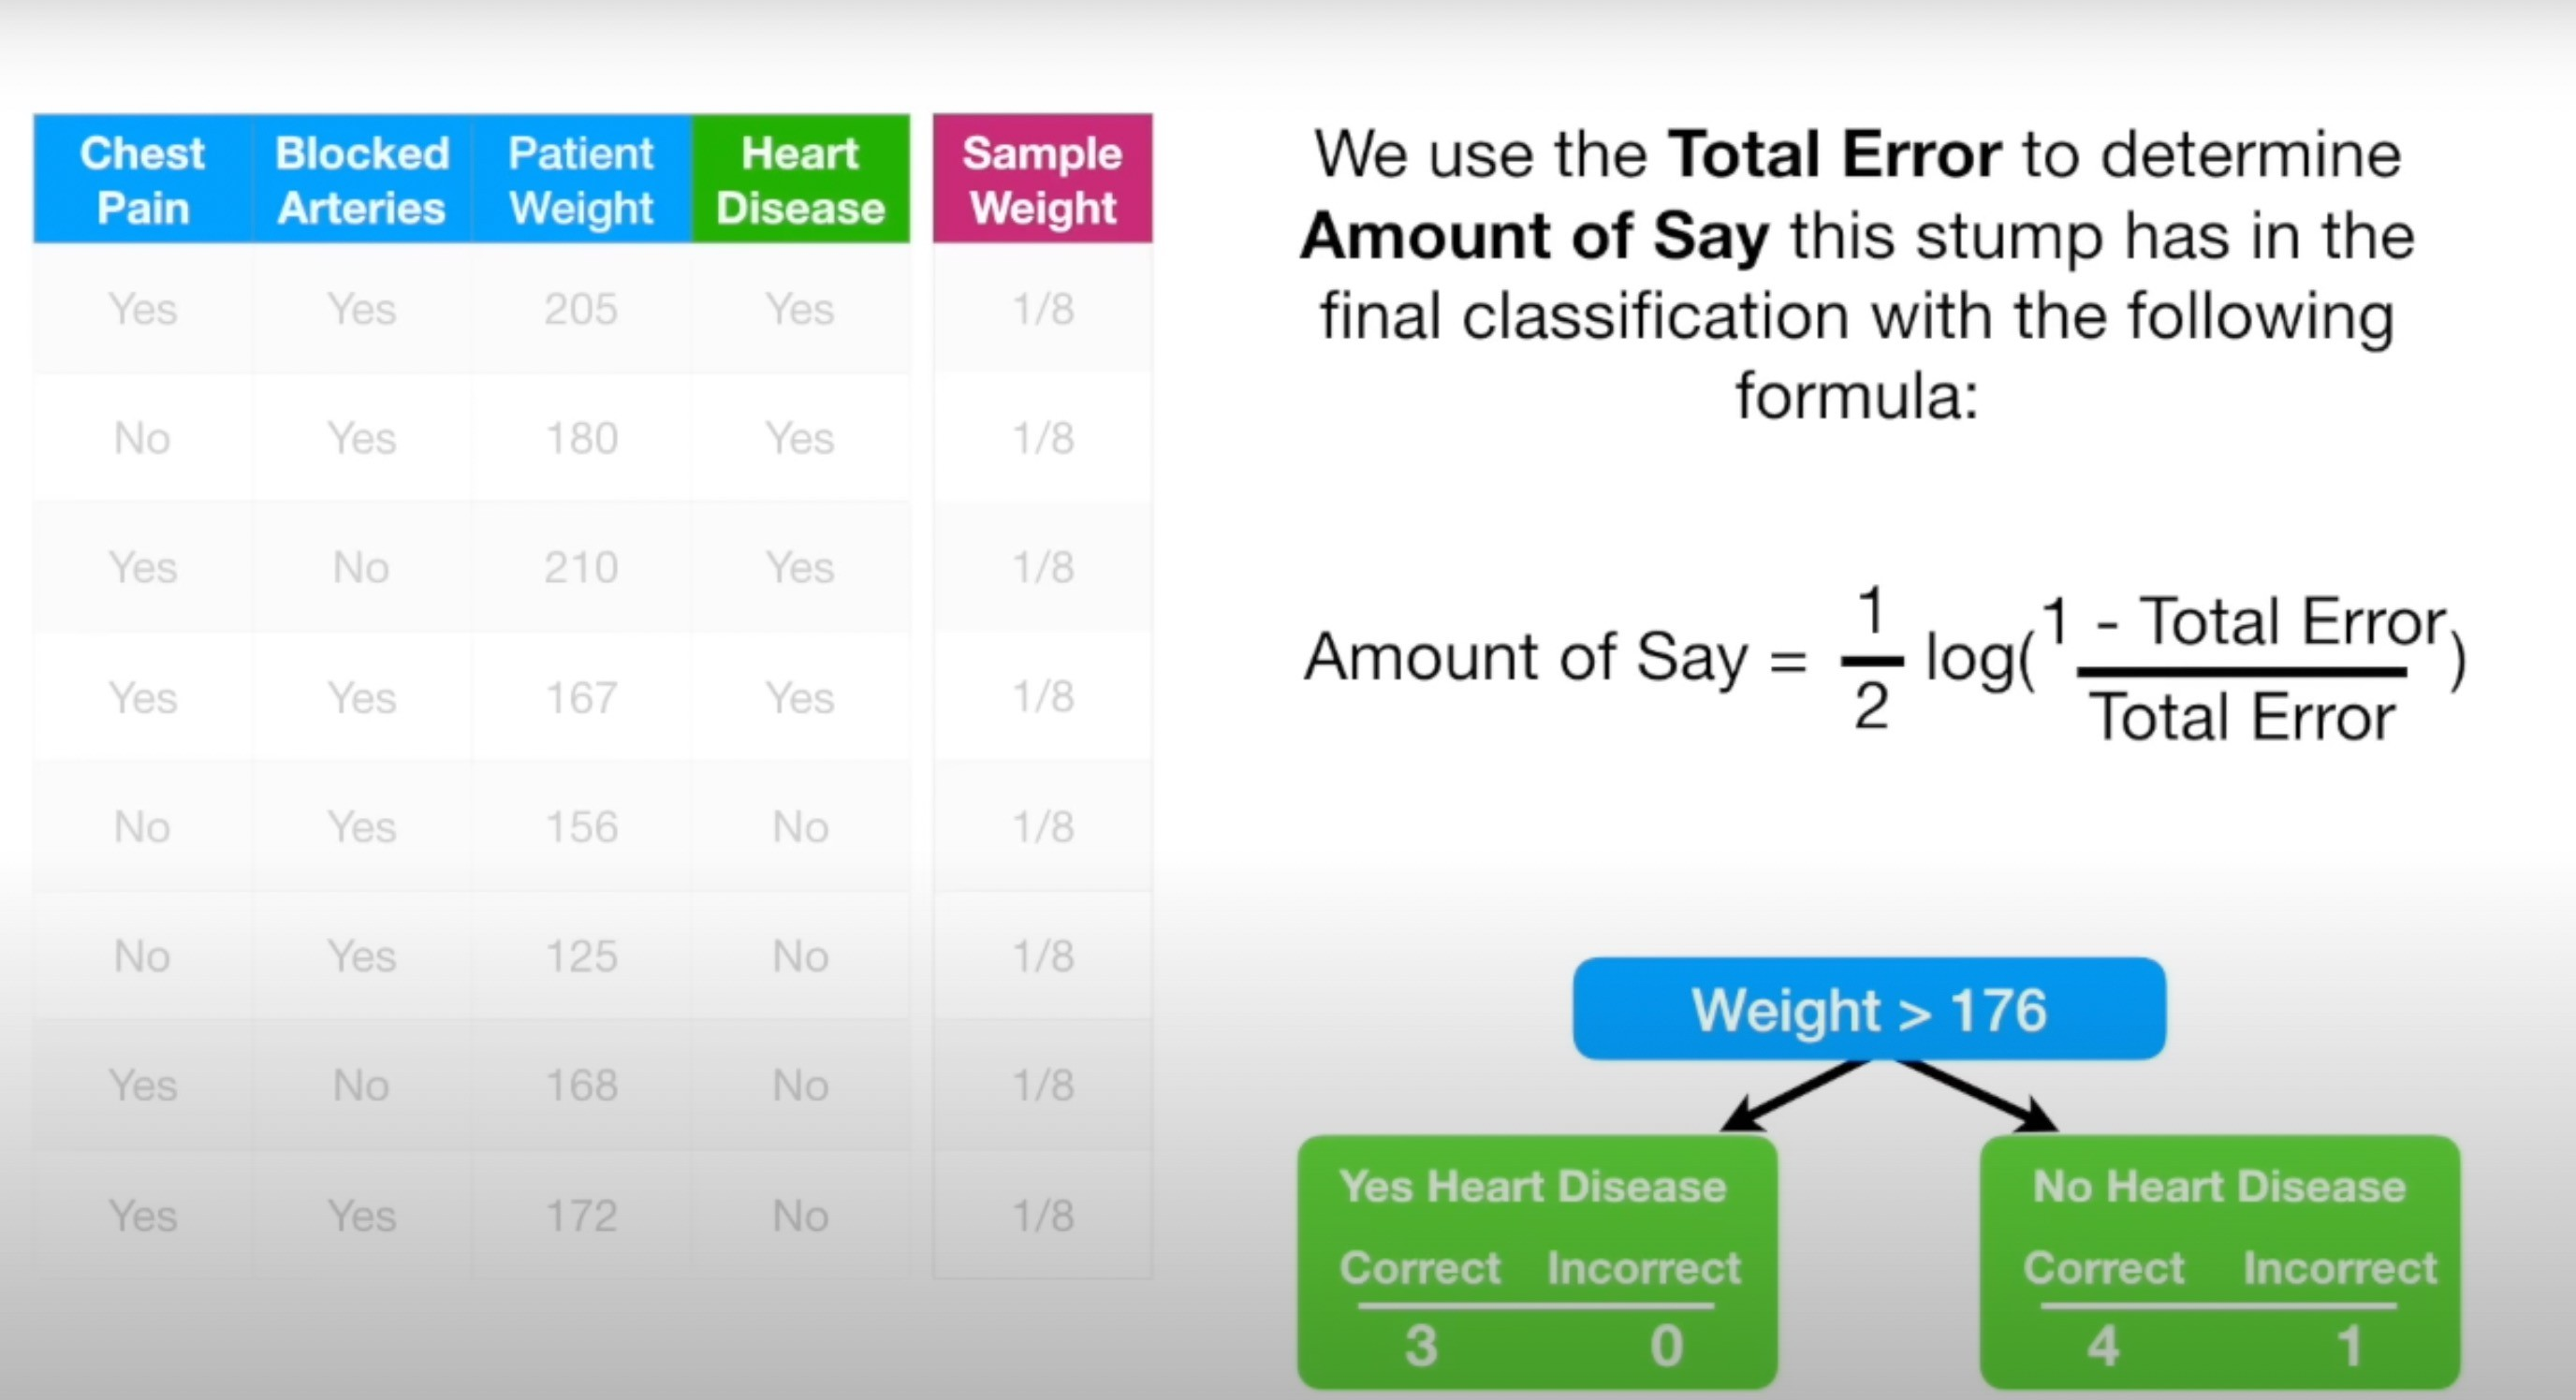 Chest Pain Blocked Arteries Patient Weight Heart Disease Sample Weight
Yes Yes 205 Yes 1/8
No Yes 180 Yes 1/8
Yes No 210 Yes 1/8
Yes Yes 167 Yes 1/8
No Yes 156 No 1/8
No Yes 125 No 1/8
Yes No 168 No 1/8
Yes Yes 172 No 1/8
We use the Total Error to determine
Amount of Say this stump has in the
final classification with the following
formula:
Amount of Say = 1/2 log(1 - Total Error / Total Error)
Weight > 176
Yes Heart Disease
Correct Incorrect
3 0
No Heart Disease
Correct Incorrect
4 1